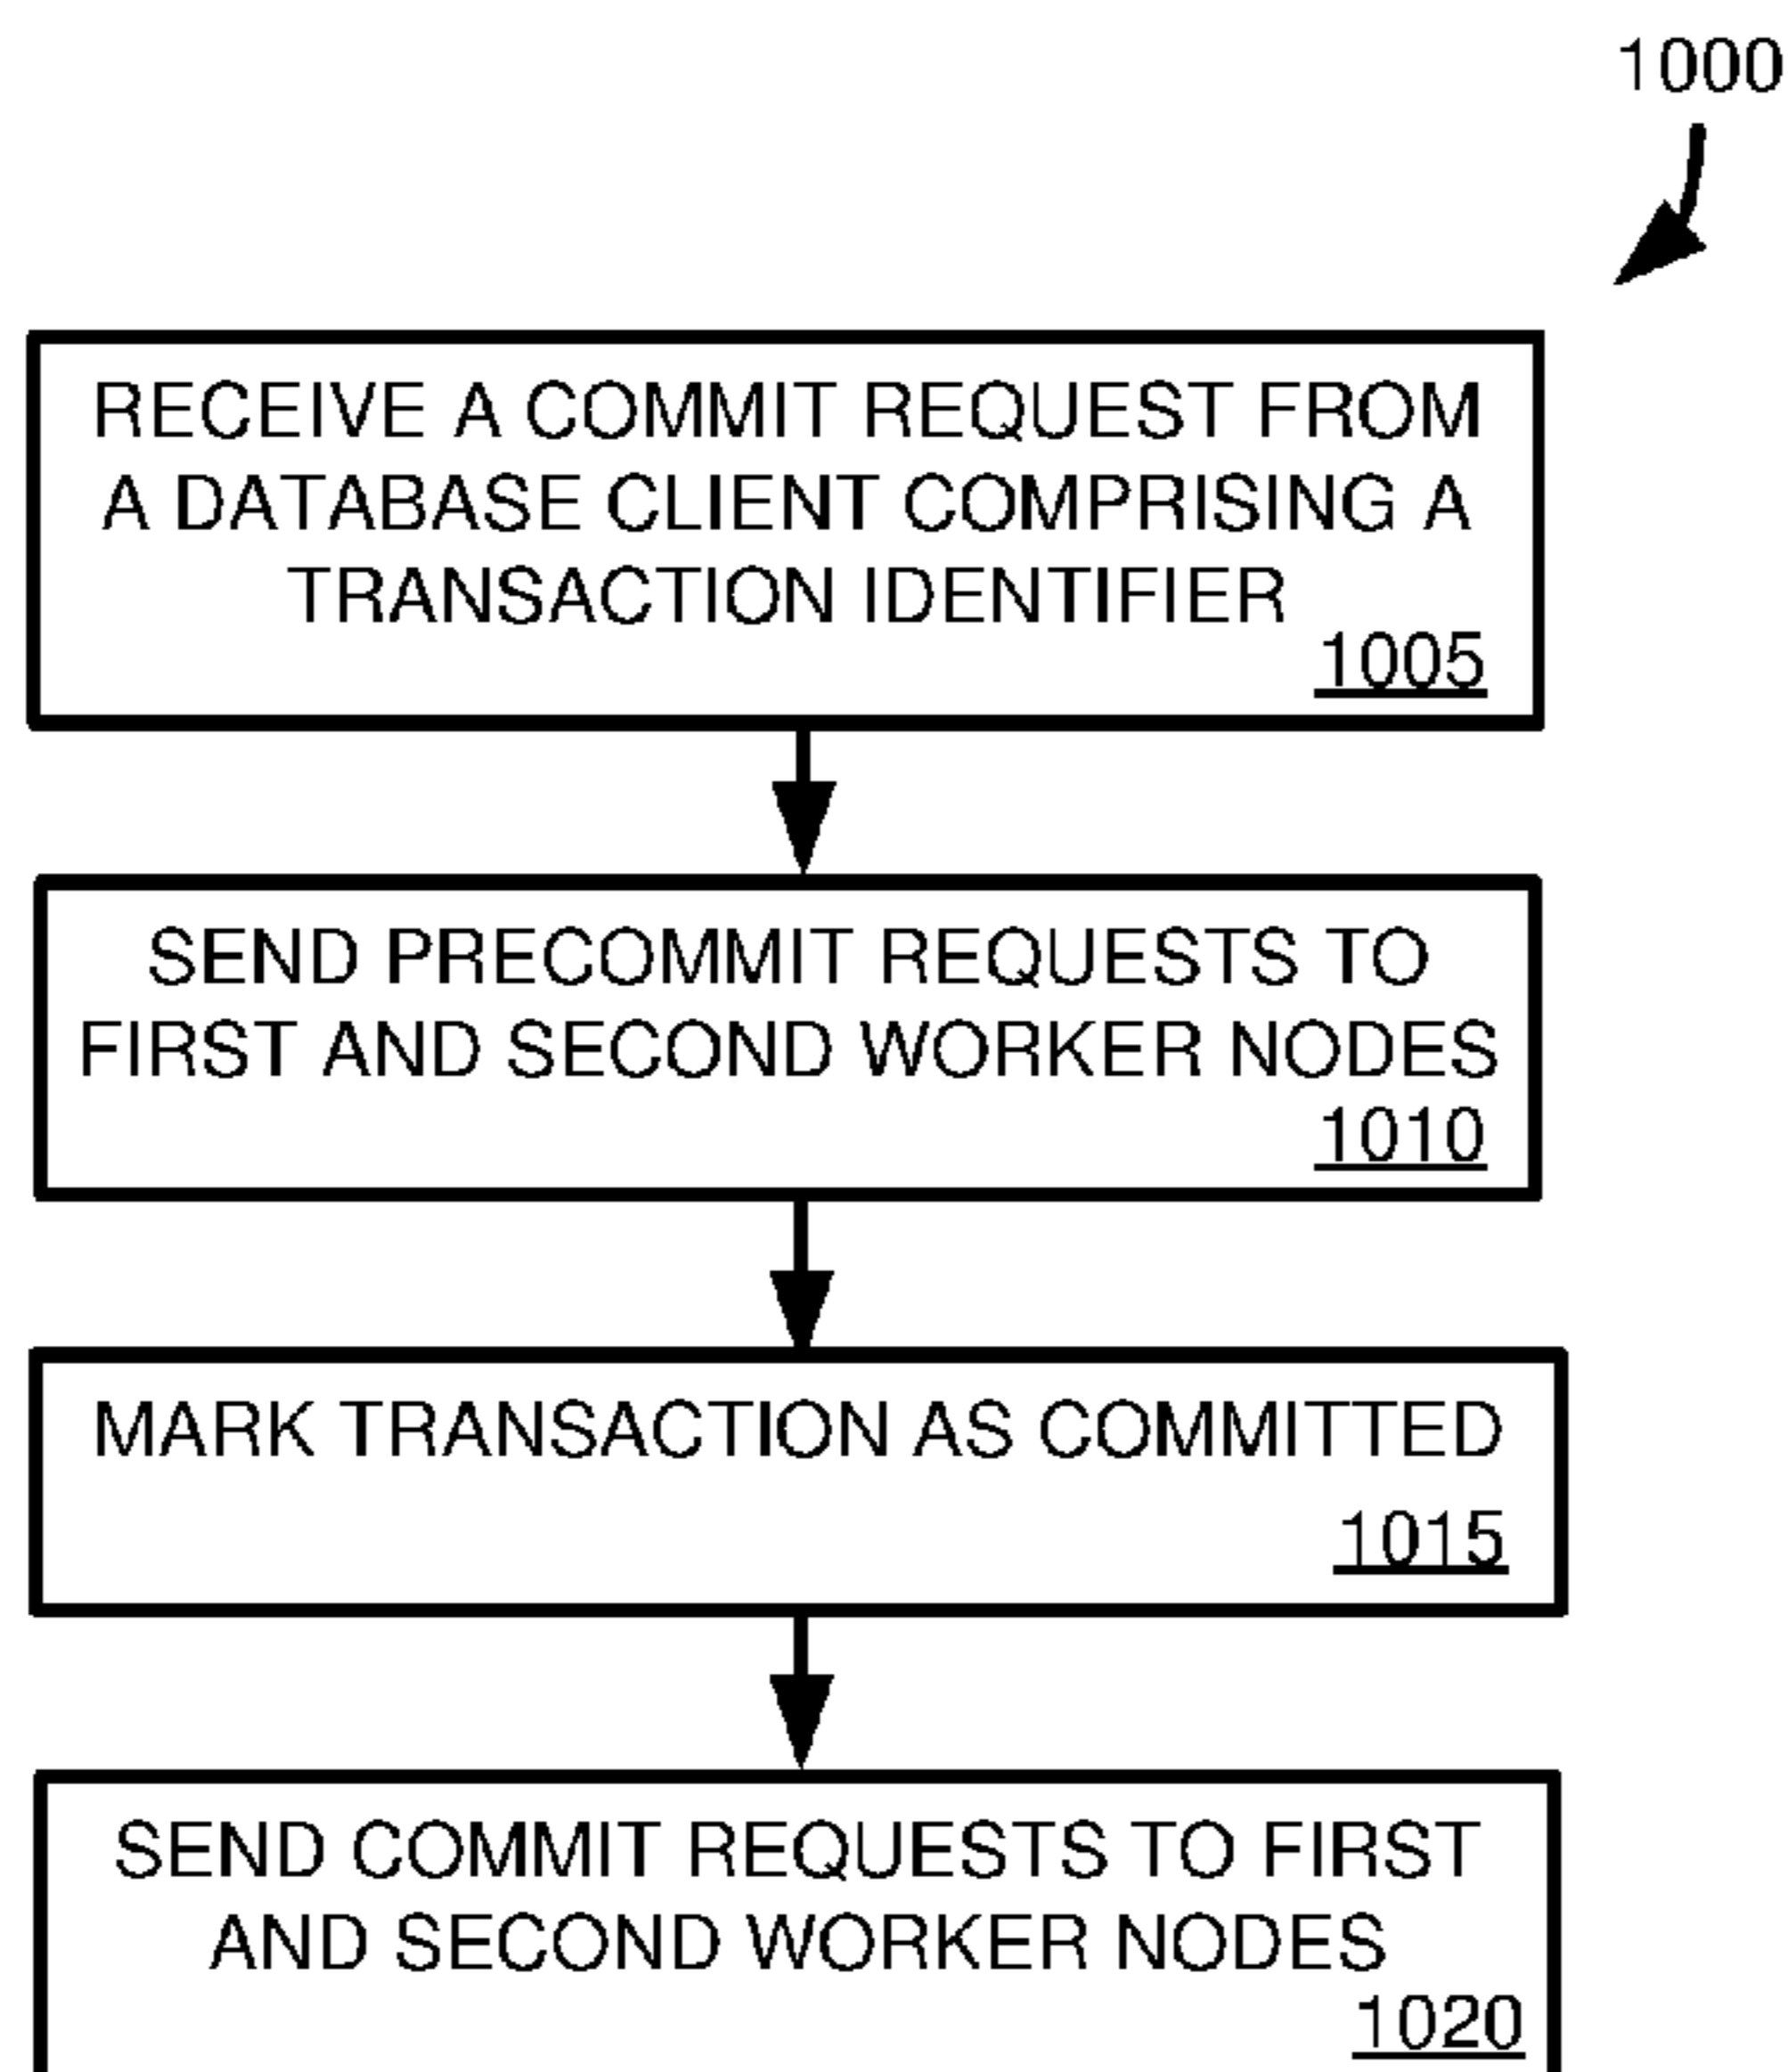 1000
RECEIVE A COMMIT REQUEST FROM
A DATABASE CLIENT COMPRISING A
TRANSACTION IDENTIFIER
1005
SEND PRECOMMIT REQUESTS TO
FIRST AND SECOND WORKER NODES
1010
MARK TRANSACTION AS COMMITTED
1015
SEND COMMIT REQUESTS TO FIRST
AND SECOND WORKER NODES
1020